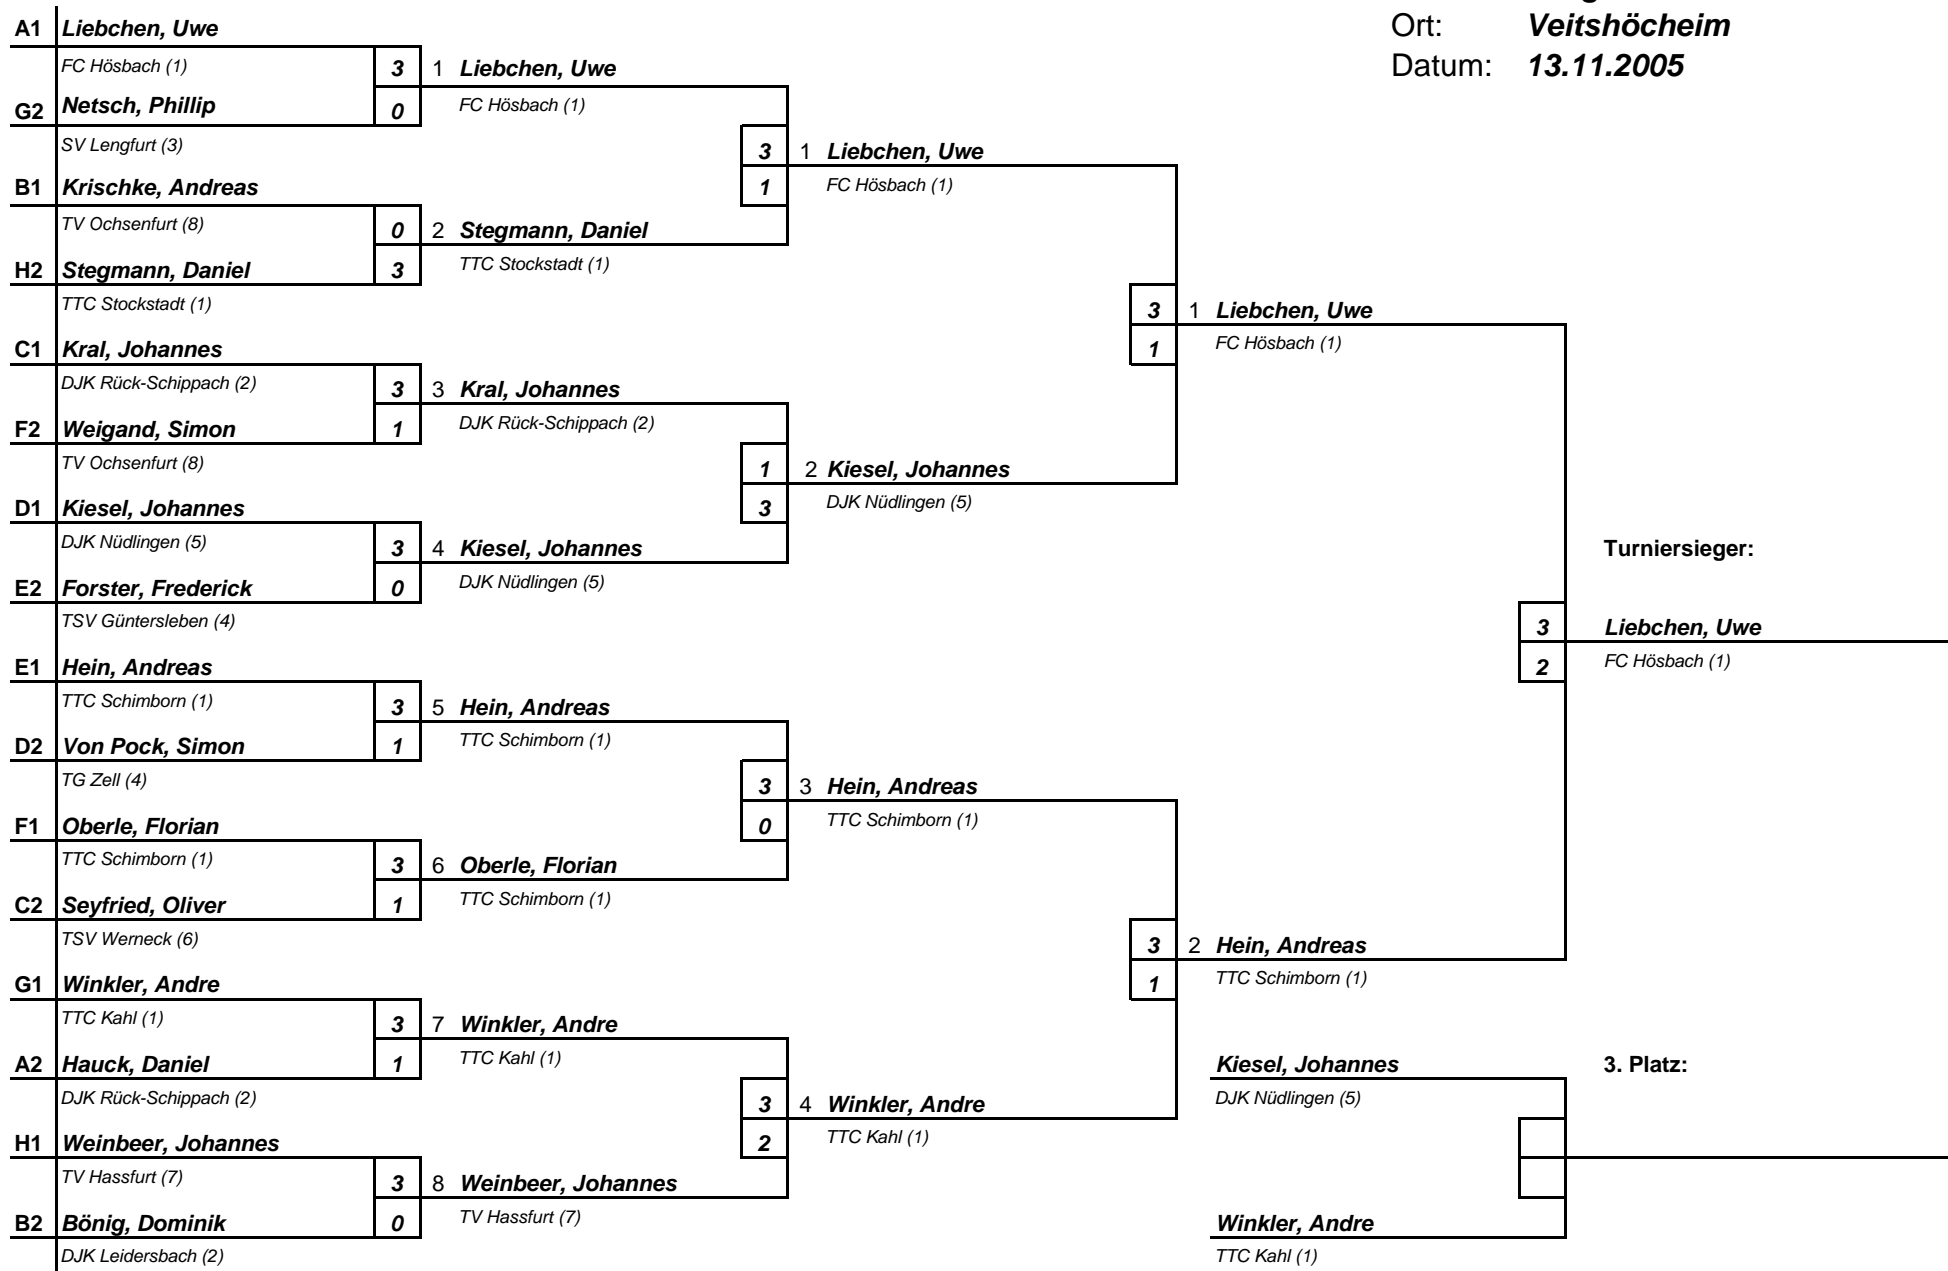 Ort: Veitshöcheim
Datum: 13.11.2005
A1 Liebchen, Uwe
FC Hösbach (1)
3
G2 Netsch, Phillip
0
SV Lengfurt (3)
B1 Krischke, Andreas
TV Ochsenfurt (8)
0
H2 Stegmann, Daniel
3
TTC Stockstadt (1)
C1 Kral, Johannes
DJK Rück-Schippach (2)
3
F2 Weigand, Simon
1
TV Ochsenfurt (8)
D1 Kiesel, Johannes
DJK Nüdlingen (5)
3
E2 Forster, Frederick
0
TSV Güntersleben (4)
E1 Hein, Andreas
TTC Schimborn (1)
3
D2 Von Pock, Simon
1
TG Zell (4)
F1 Oberle, Florian
TTC Schimborn (1)
3
C2 Seyfried, Oliver
1
TSV Werneck (6)
G1 Winkler, Andre
TTC Kahl (1)
3
A2 Hauck, Daniel
1
DJK Rück-Schippach (2)
H1 Weinbeer, Johannes
TV Hassfurt (7)
3
B2 Bönig, Dominik
0
DJK Leidersbach (2)
1 Liebchen, Uwe
FC Hösbach (1)
3
1
2 Stegmann, Daniel
TTC Stockstadt (1)
3 Kral, Johannes
DJK Rück-Schippach (2)
1
3
4 Kiesel, Johannes
DJK Nüdlingen (5)
5 Hein, Andreas
TTC Schimborn (1)
3
0
6 Oberle, Florian
TTC Schimborn (1)
7 Winkler, Andre
TTC Kahl (1)
3
2
8 Weinbeer, Johannes
TV Hassfurt (7)
1 Liebchen, Uwe
FC Hösbach (1)
3
1
2 Kiesel, Johannes
DJK Nüdlingen (5)
3 Hein, Andreas
TTC Schimborn (1)
3
1
4 Winkler, Andre
TTC Kahl (1)
1 Liebchen, Uwe
FC Hösbach (1)
3
2
2 Hein, Andreas
TTC Schimborn (1)
Turniersieger:
Liebchen, Uwe
FC Hösbach (1)
Kiesel, Johannes
DJK Nüdlingen (5)
3. Platz:
Winkler, Andre
TTC Kahl (1)